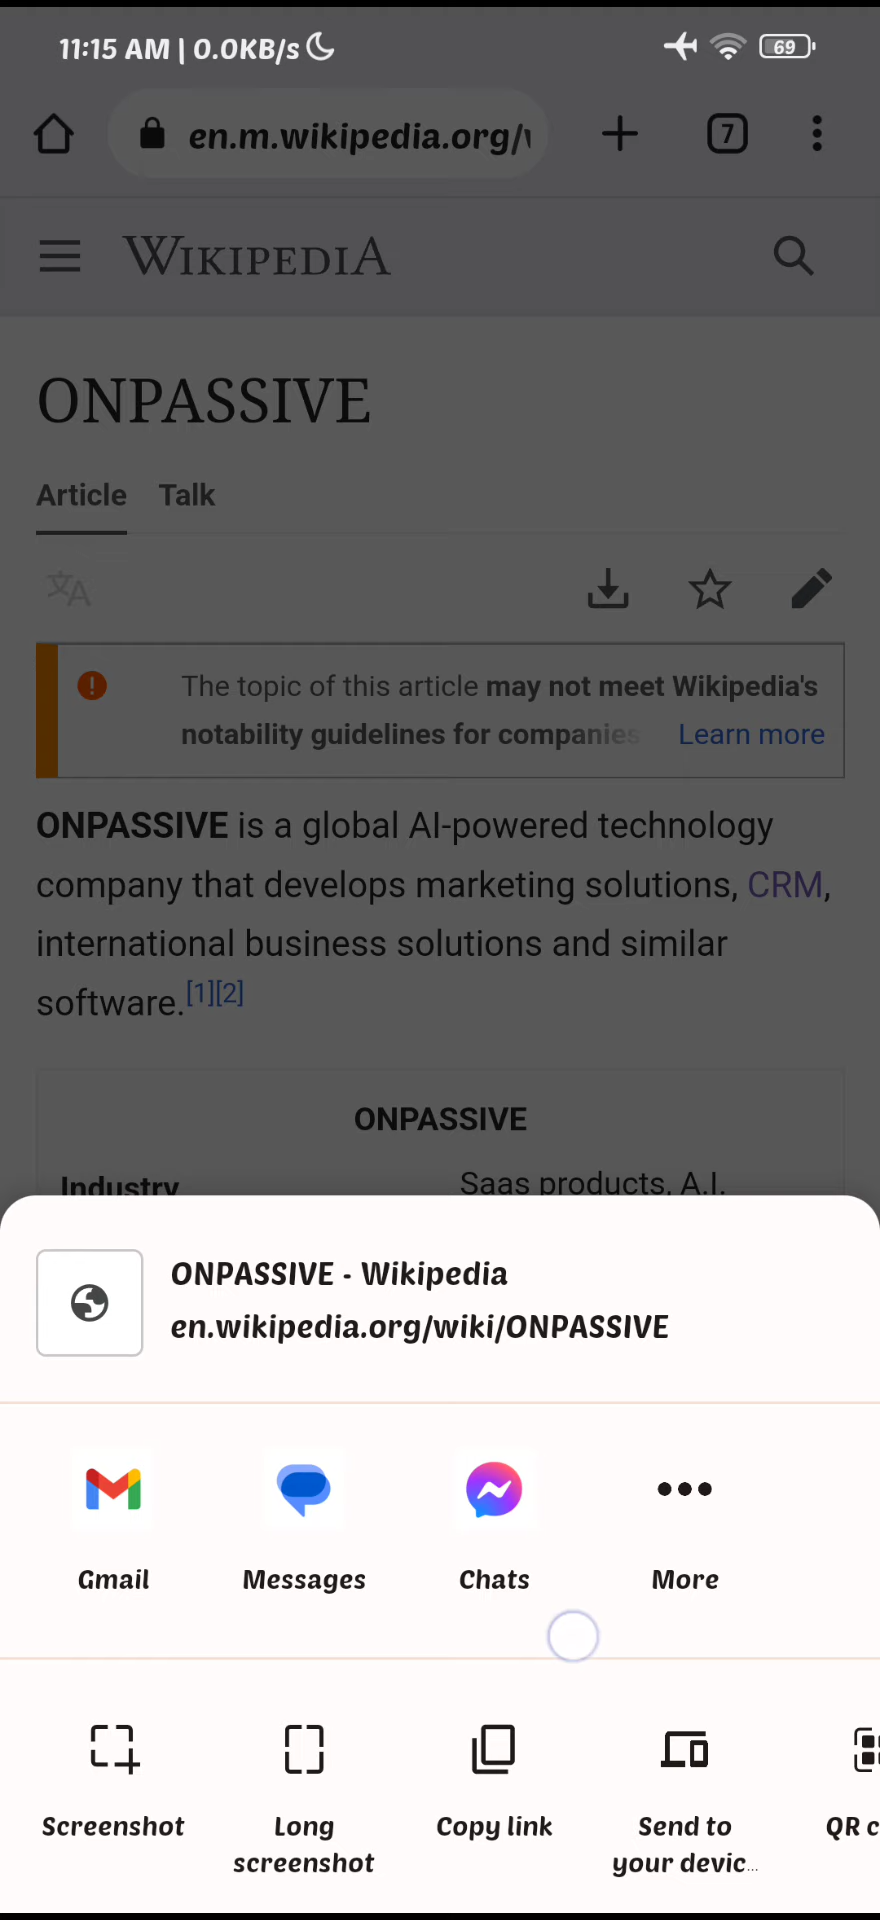 11:15 AM | 0.0KB/s 69
en.m.wikipedia.org/ 7
WIKIPEDIA
ONPASSIVE
Article Talk
The topic of this article may not meet Wikipedia's
notability guidelines for companies Learn more
ONPASSIVE is a global AI-powered technology
company that develops marketing solutions, CRM,
international business solutions and similar
software.[1][2]
ONPASSIVE
Industry Saas products, A.I.
ONPASSIVE - Wikipedia
en.wikipedia.org/wiki/ONPASSIVE
Gmail Messages Chats More
Screenshot Long Copy link Send to QR c
screenshot your devic...